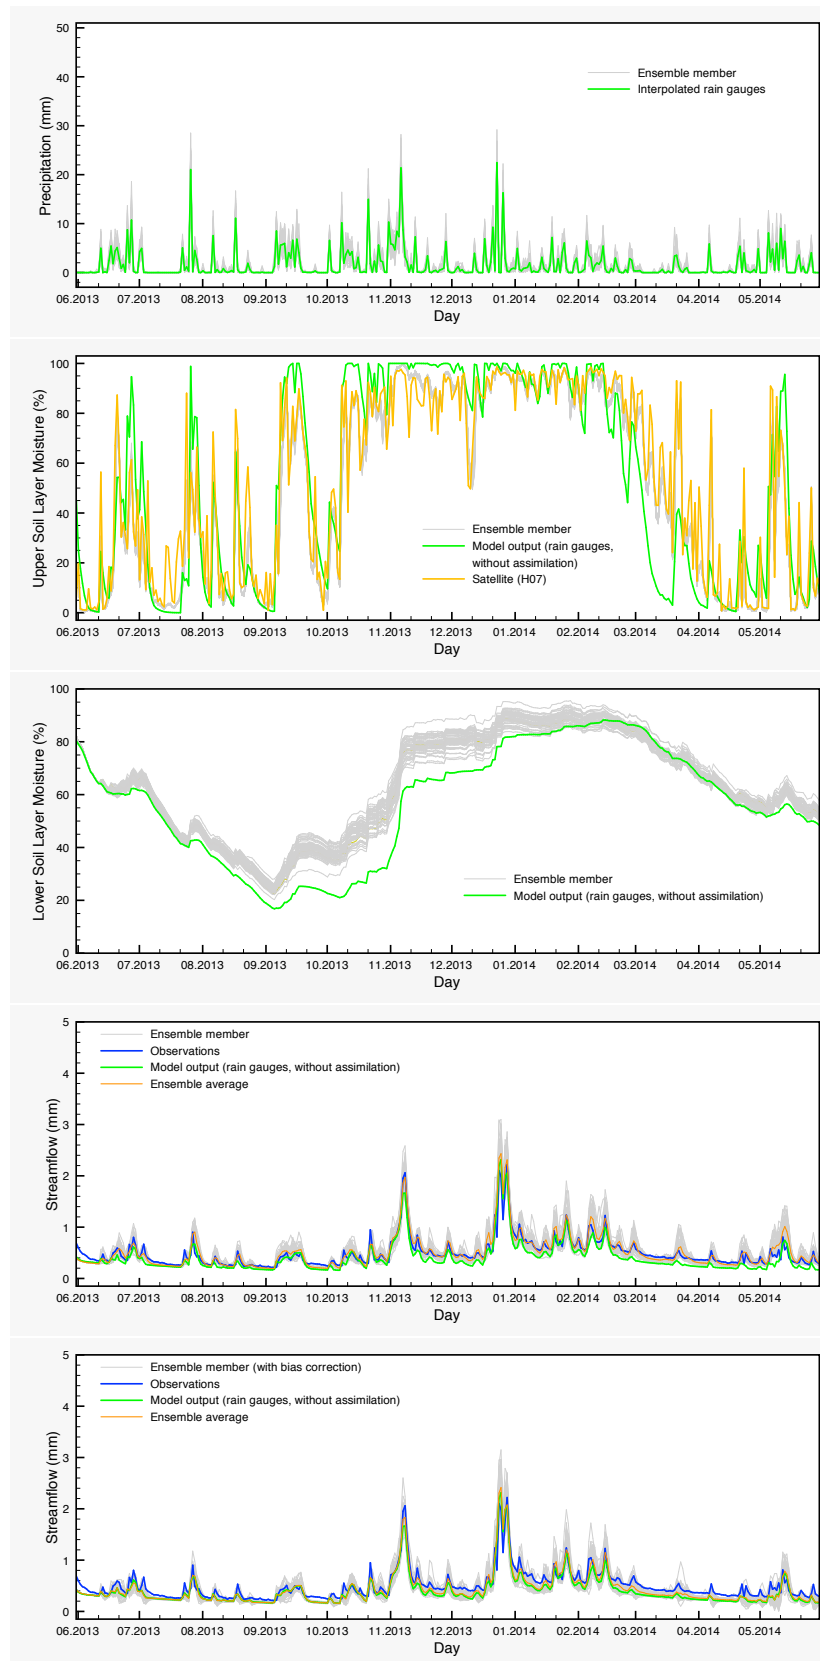 50
40
30
20
10
0
Precipitation (mm)
Ensemble member
Interpolated rain gauges
06.2013 07.2013 08.2013 09.2013 10.2013 11.2013 12.2013 01.2014 02.2014 03.2014 04.2014 05.2014
Day
100
80
60
40
20
0
Upper Soil Layer Moisture (%)
Ensemble member
Model output (rain gauges,
without assimilation)
Satellite (H07)
06.2013 07.2013 08.2013 09.2013 10.2013 11.2013 12.2013 01.2014 02.2014 03.2014 04.2014 05.2014
Day
100
80
60
40
20
0
Lower Soil Layer Moisture (%)
Ensemble member
Model output (rain gauges, without assimilation)
06.2013 07.2013 08.2013 09.2013 10.2013 11.2013 12.2013 01.2014 02.2014 03.2014 04.2014 05.2014
Day
5
4
3
2
1
0
Streamflow (mm)
Ensemble member
Observations
Model output (rain gauges, without assimilation)
Ensemble average
06.2013 07.2013 08.2013 09.2013 10.2013 11.2013 12.2013 01.2014 02.2014 03.2014 04.2014 05.2014
Day
5
4
3
2
1
0
Streamflow (mm)
Ensemble member (with bias correction)
Observations
Model output (rain gauges, without assimilation)
Ensemble average
06.2013 07.2013 08.2013 09.2013 10.2013 11.2013 12.2013 01.2014 02.2014 03.2014 04.2014 05.2014
Day